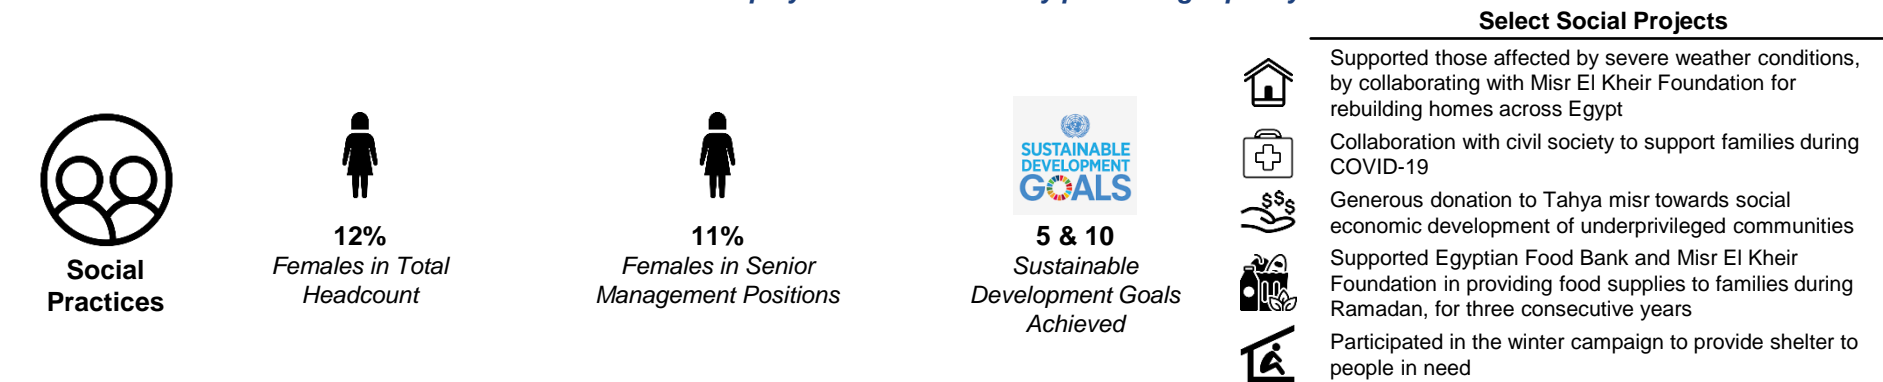 Select Social Projects
Supported those affected by severe weather conditions,
by collaborating with Misr El Kheir Foundation for
rebuilding homes across Egypt
Collaboration with civil society to support families during
COVID-19
Generous donation to Tahya misr towards social
economic development of underprivileged communities
Supported Egyptian Food Bank and Misr El Kheir
Foundation in providing food supplies to families during
Ramadan, for three consecutive years
Participated in the winter campaign to provide shelter to
people in need
Social
Practices
12%
Females in Total
Headcount
11%
Females in Senior
Management Positions
SUSTAINABLE
DEVELOPMENT
GOALS
5 & 10
Sustainable
Development Goals
Achieved
$$$